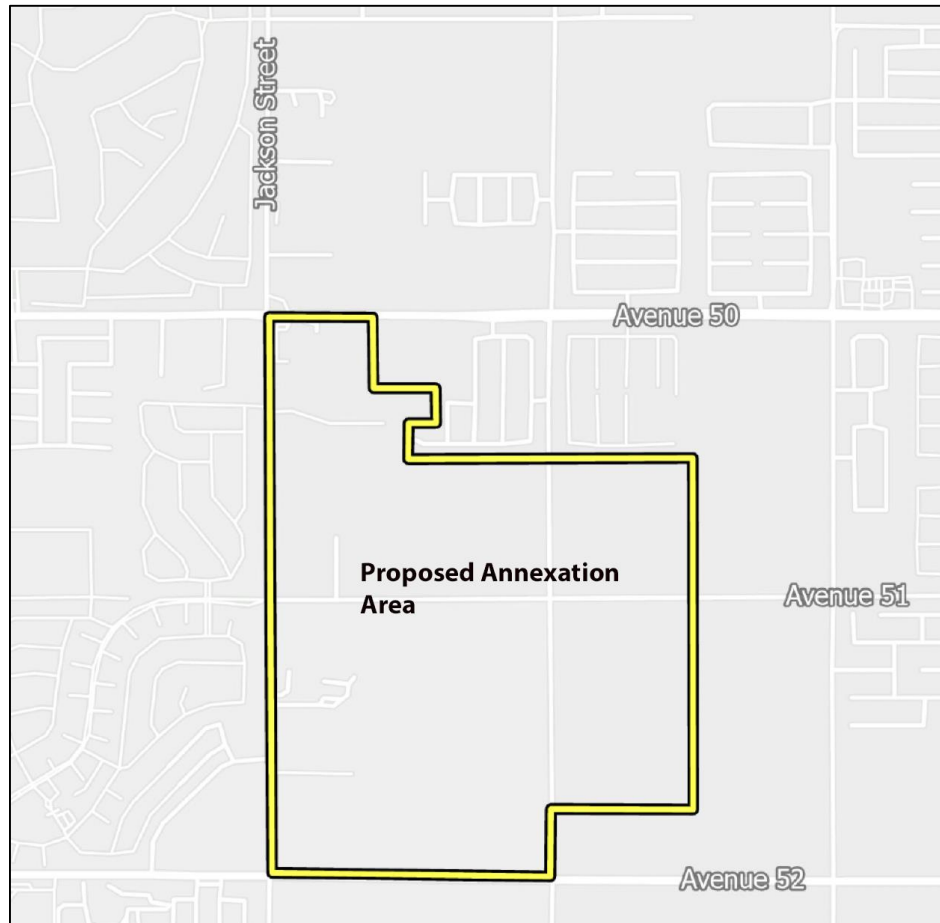 Jackson Street
Avenue 50
Proposed Annexation
Area
Avenue 51
Avenue 52